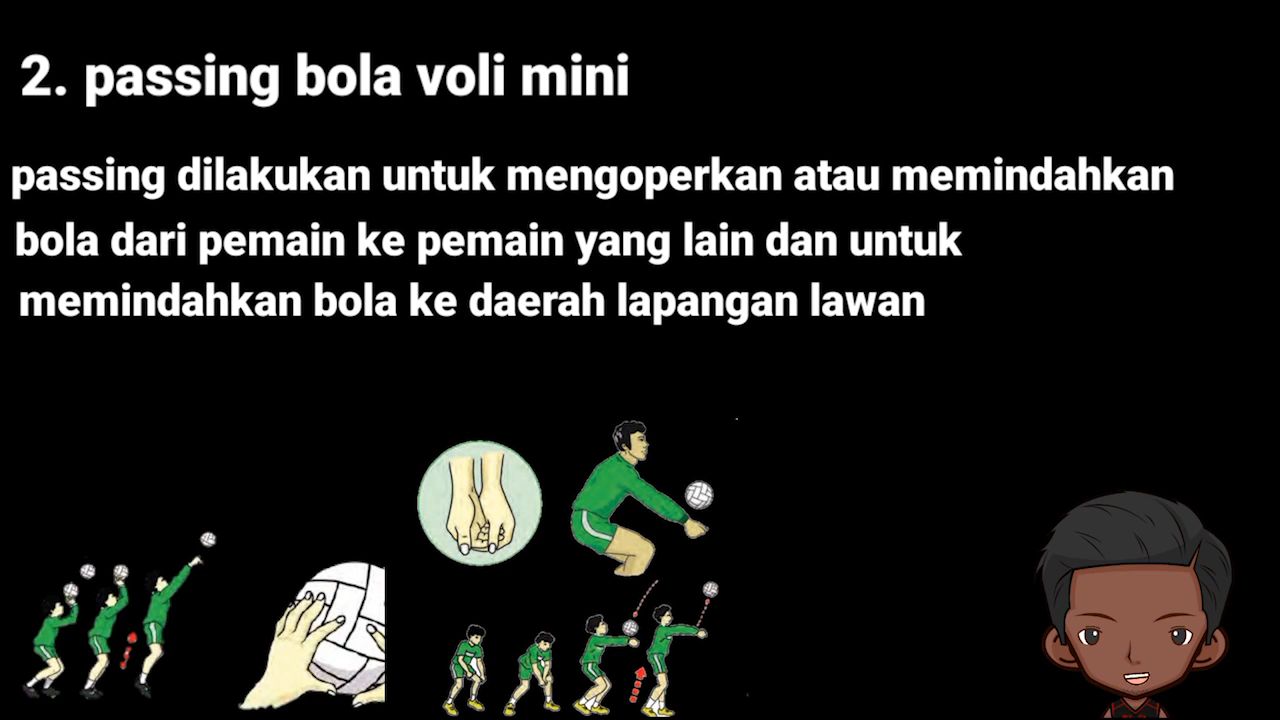 2. passing bola voli mini
passing dilakukan untuk mengoperkan atau memindahkan
bola dari pemain ke pemain yang lain dan untuk
memindahkan bola ke daerah lapangan lawan